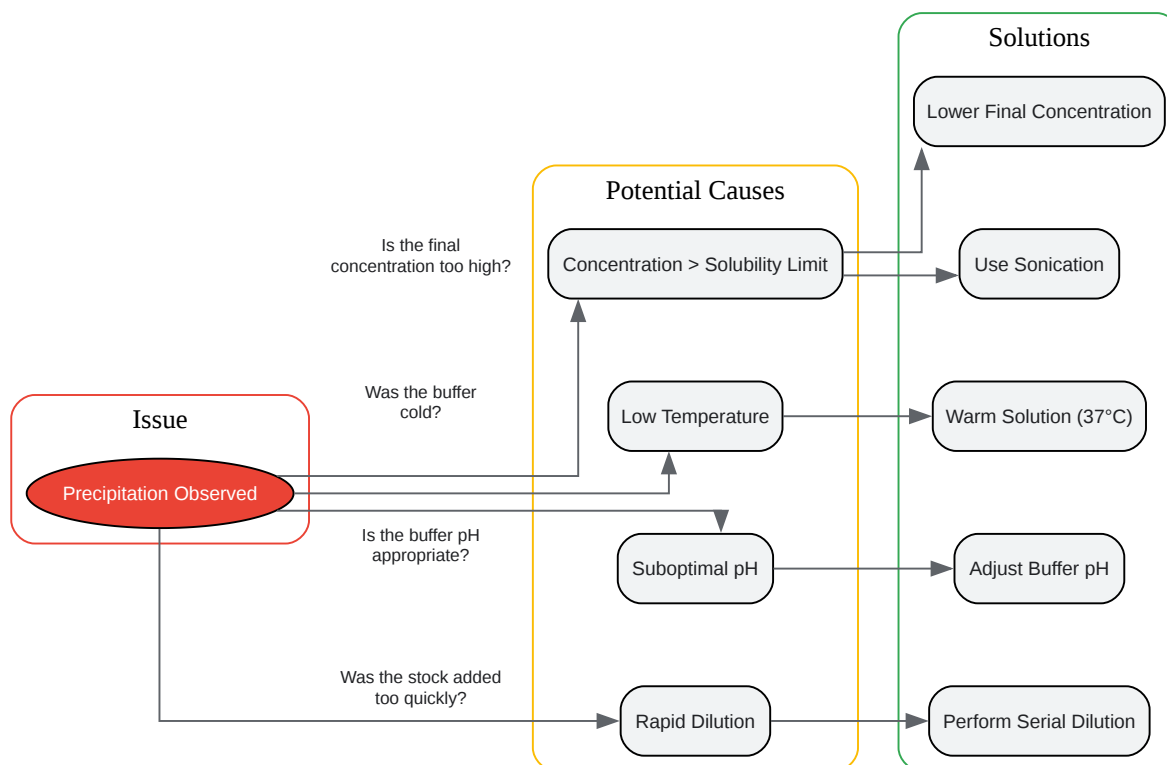 Solutions
Lower Final Concentration
Potential Causes
Is the final
concentration too high?
Concentration > Solubility Limit
Use Sonication
Was the buffer
cold?
Issue
Low Temperature
Warm Solution (37°C)
Precipitation Observed
Is the buffer pH
appropriate?
Suboptimal pH
Adjust Buffer pH
Was the stock added
too quickly?
Rapid Dilution
Perform Serial Dilution